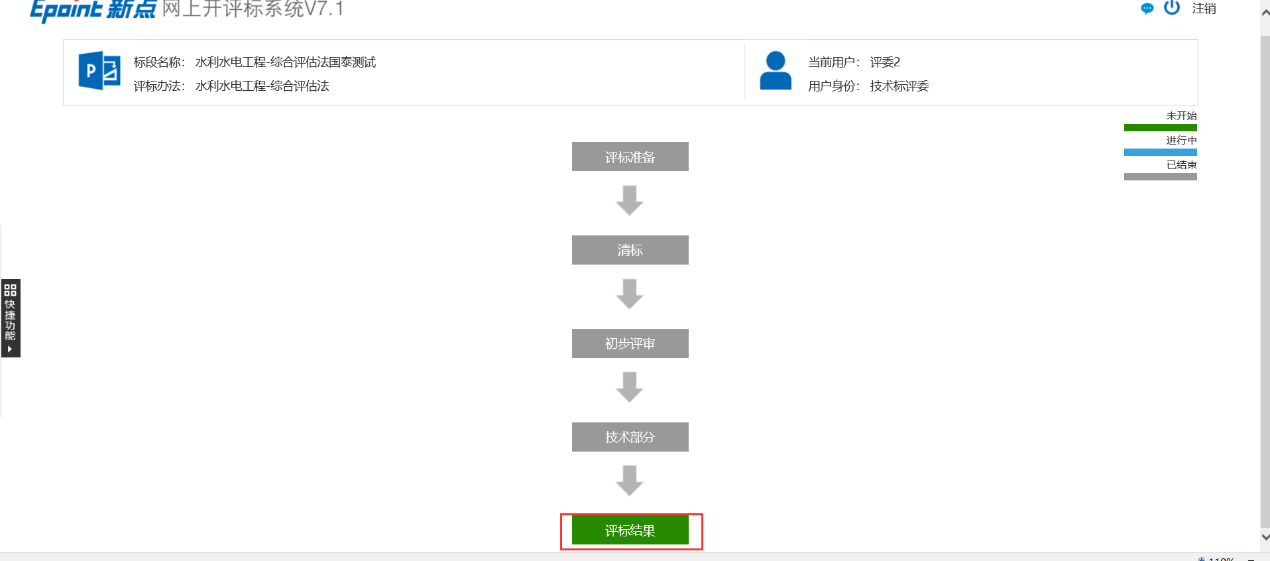 Epoint 新点 网上开评标系统V7.1
注销
标段名称： 水利水电工程-综合评估法国泰测试
评标办法： 水利水电工程-综合评估法
当前用户： 评委2
用户身份： 技术标评委
未开始
进行中
已结束
评标准备
清标
快捷功能
初步评审
技术部分
评标结果
110%